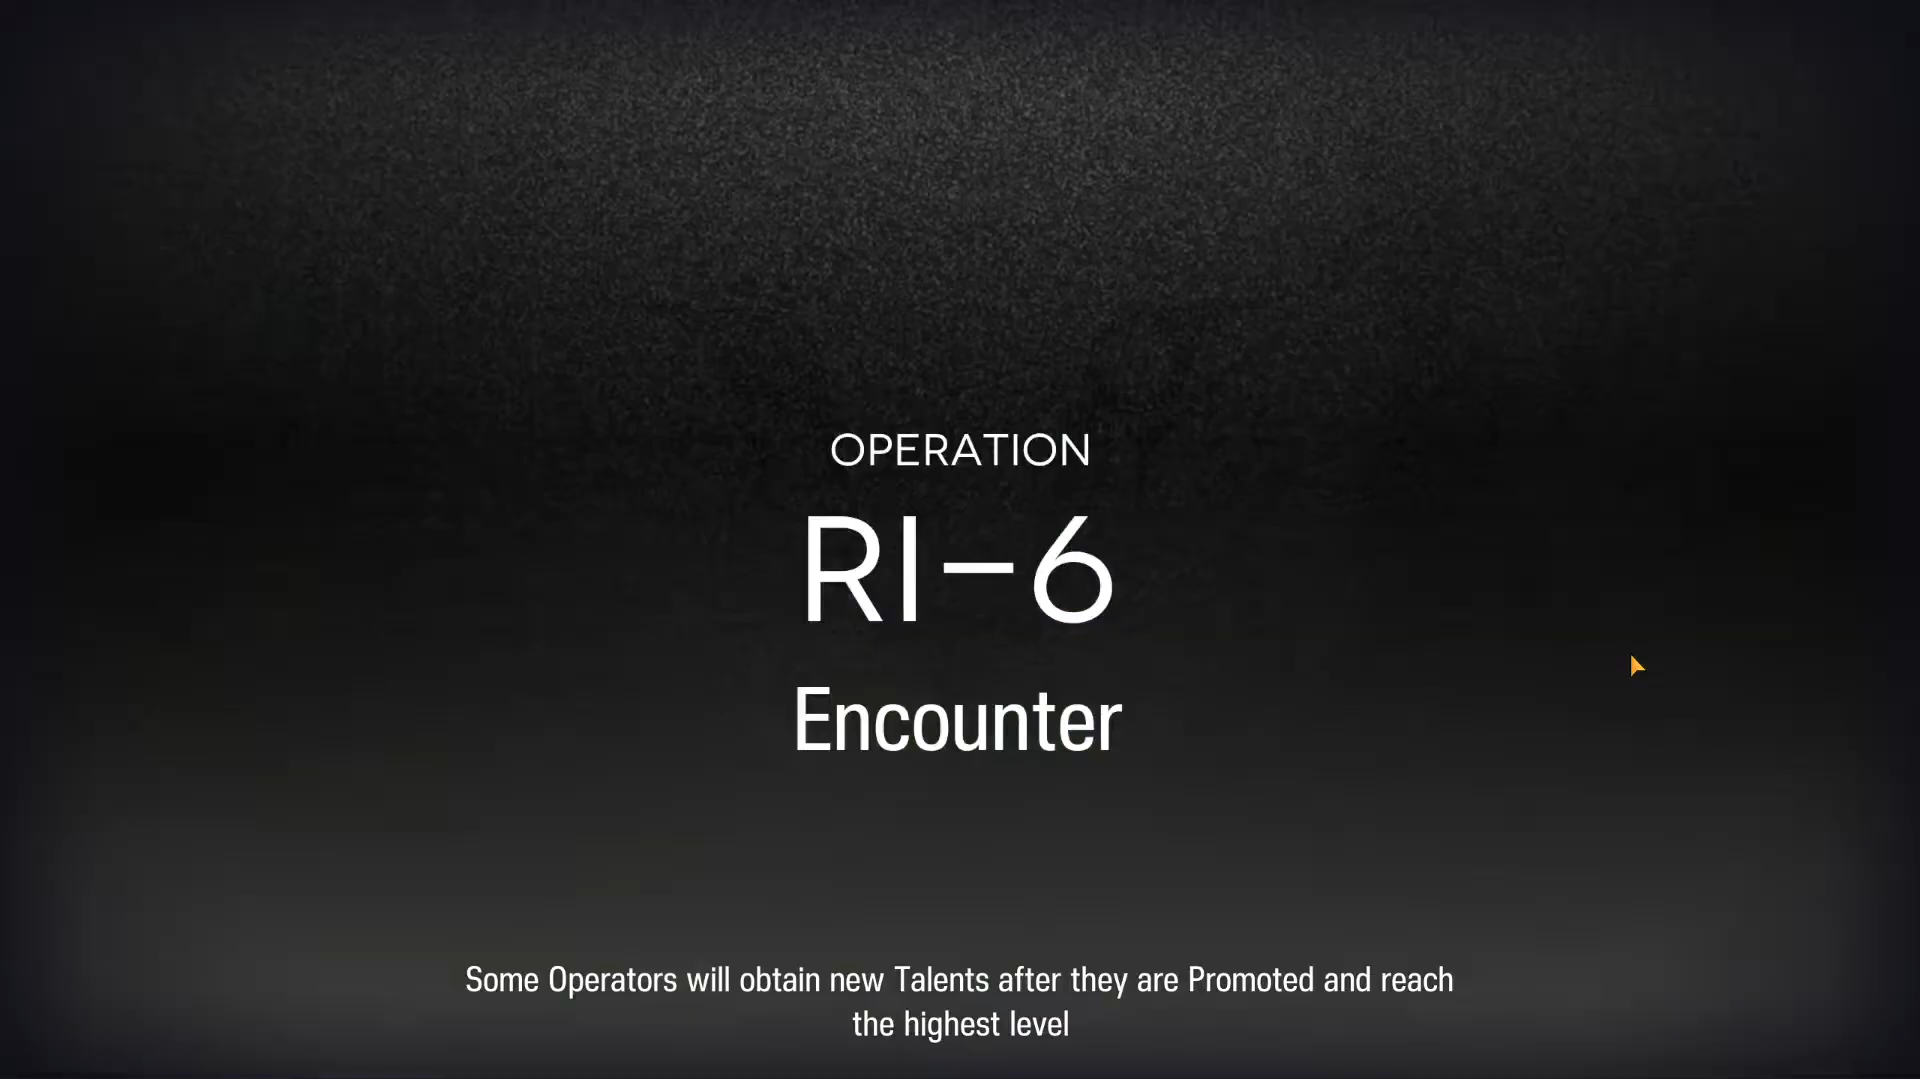 OPERATION
RI-6
Encounter
Some Operators will obtain new Talents after they are Promoted and reach
the highest level